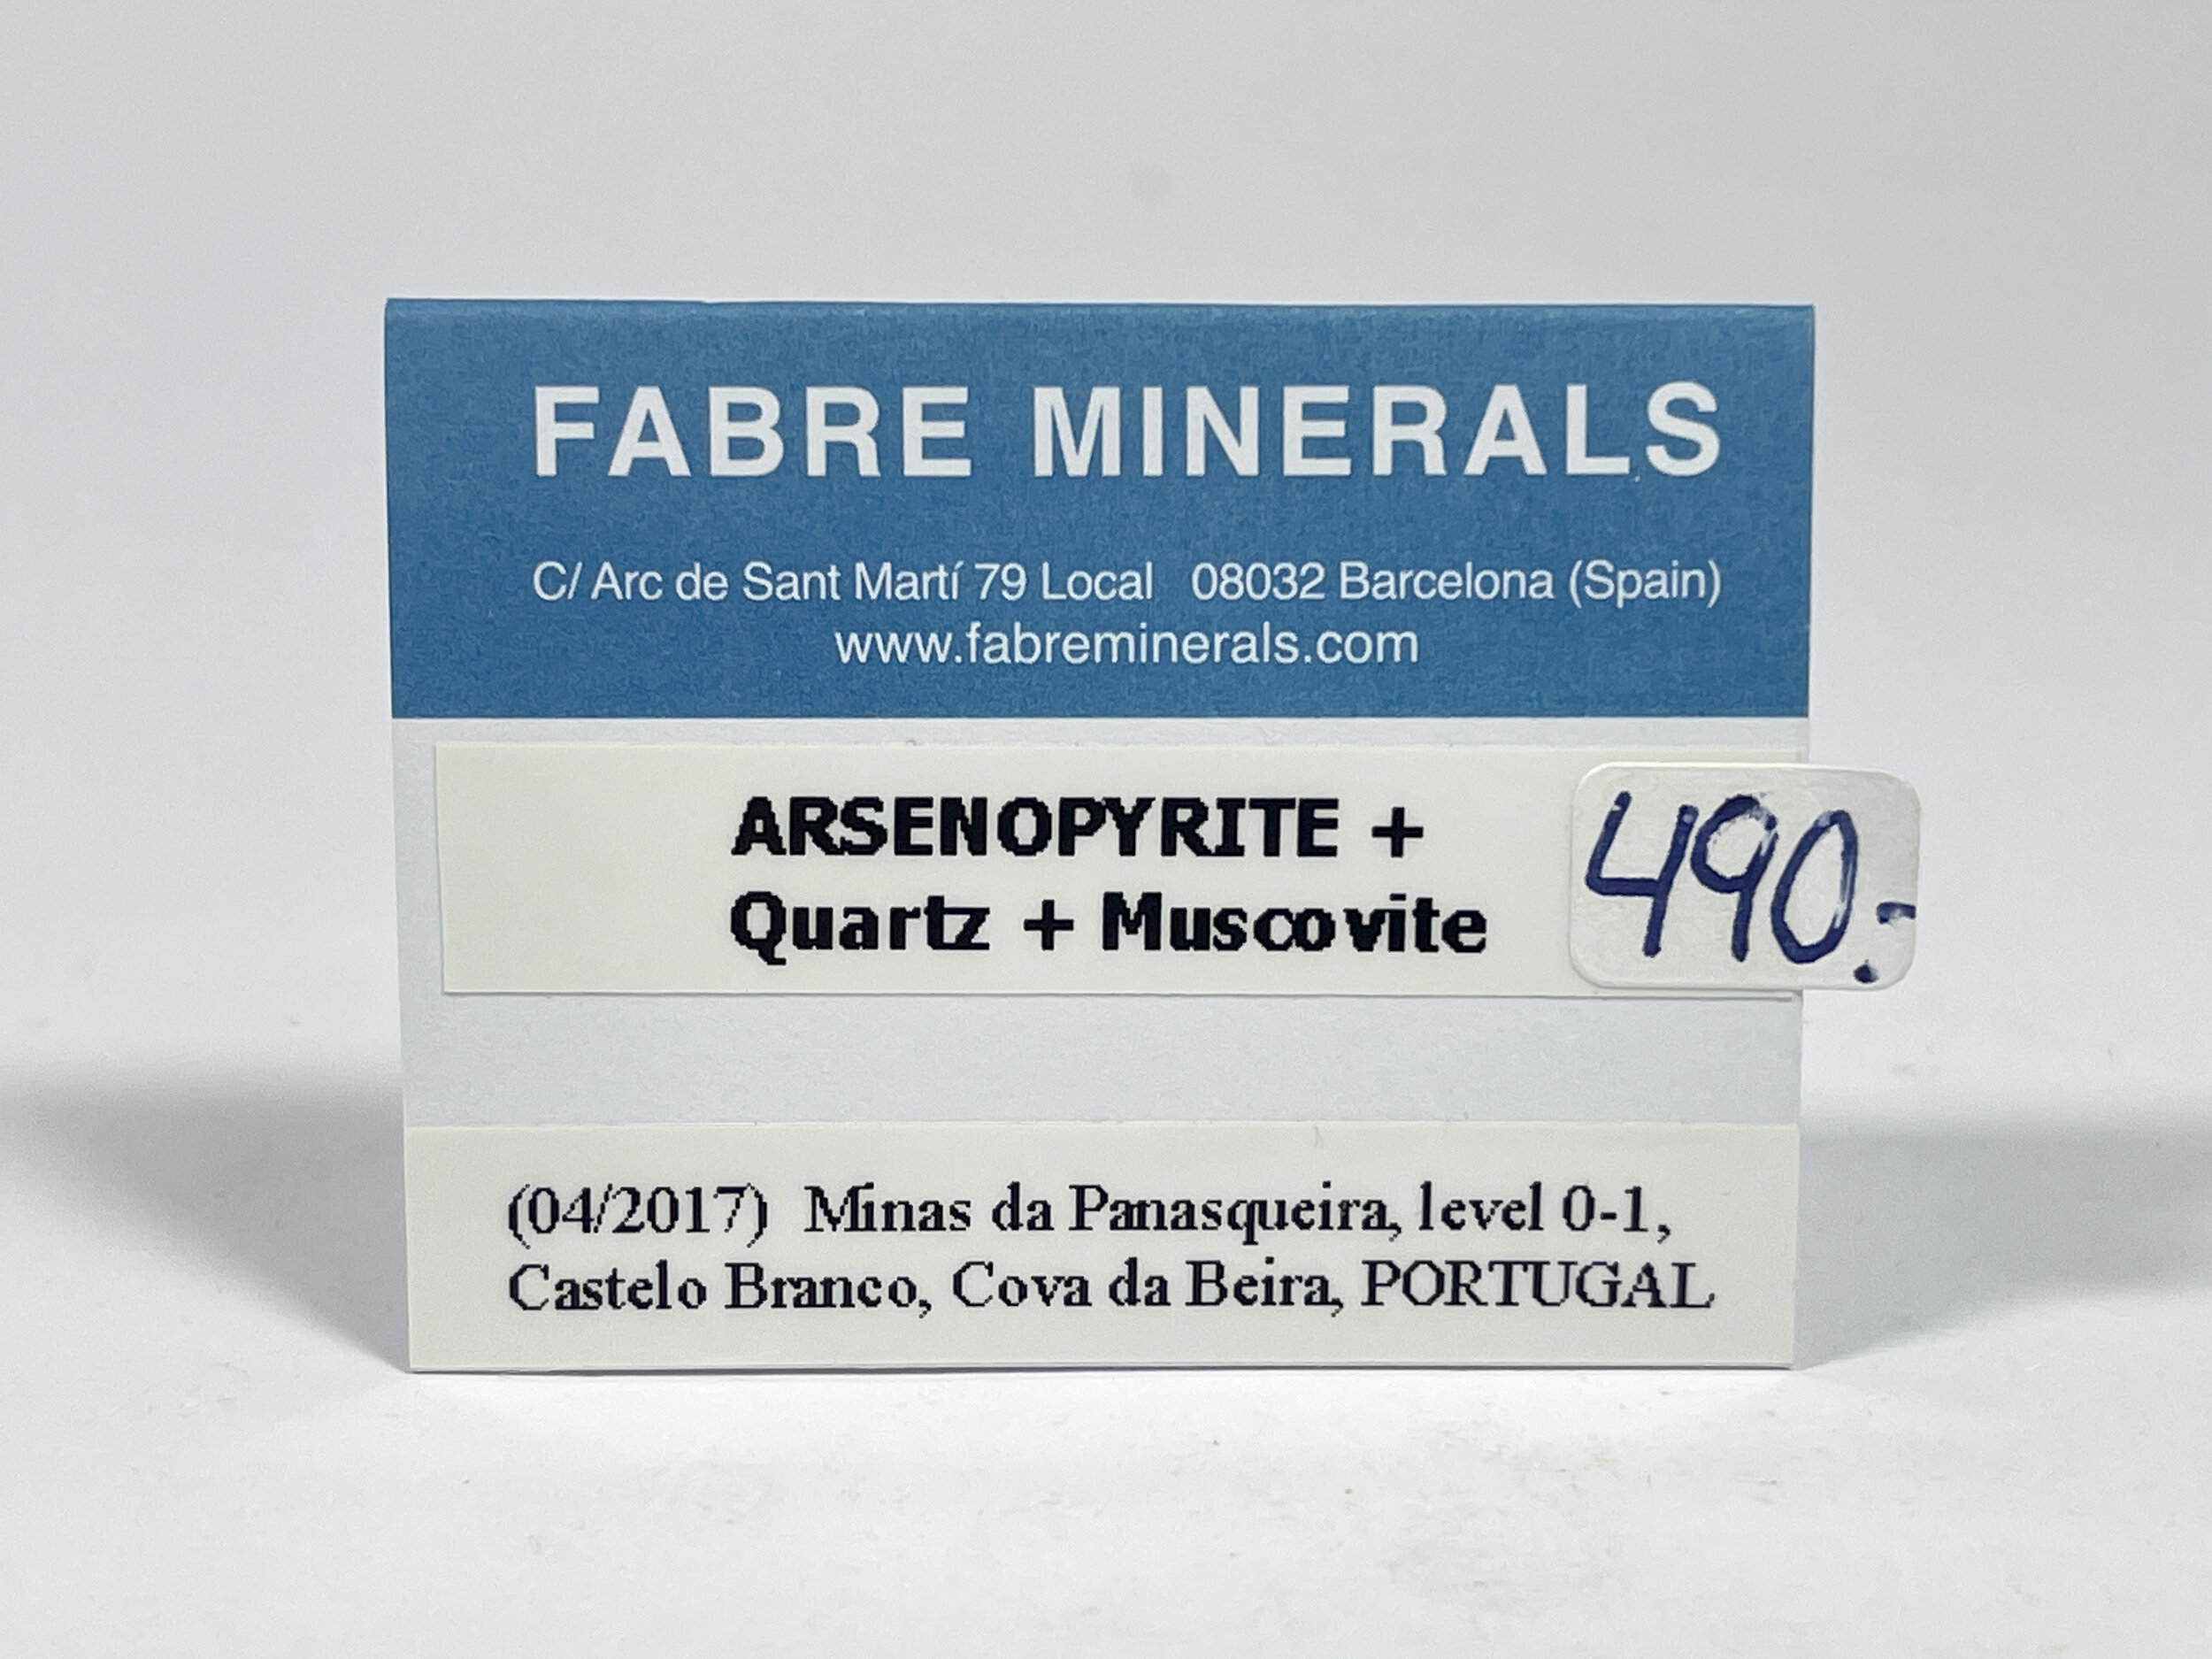 FABRE MINERALS
C/ Arc de Sant Martí 79 Local 08032 Barcelona (Spain)
www.fabreminerals.com
ARSENOPYRITE +
Quartz + Muscovite
490.-
(04/2017) Minas da Panasqueira, level 0-1,
Castelo Branco, Cova da Beira, PORTUGAL